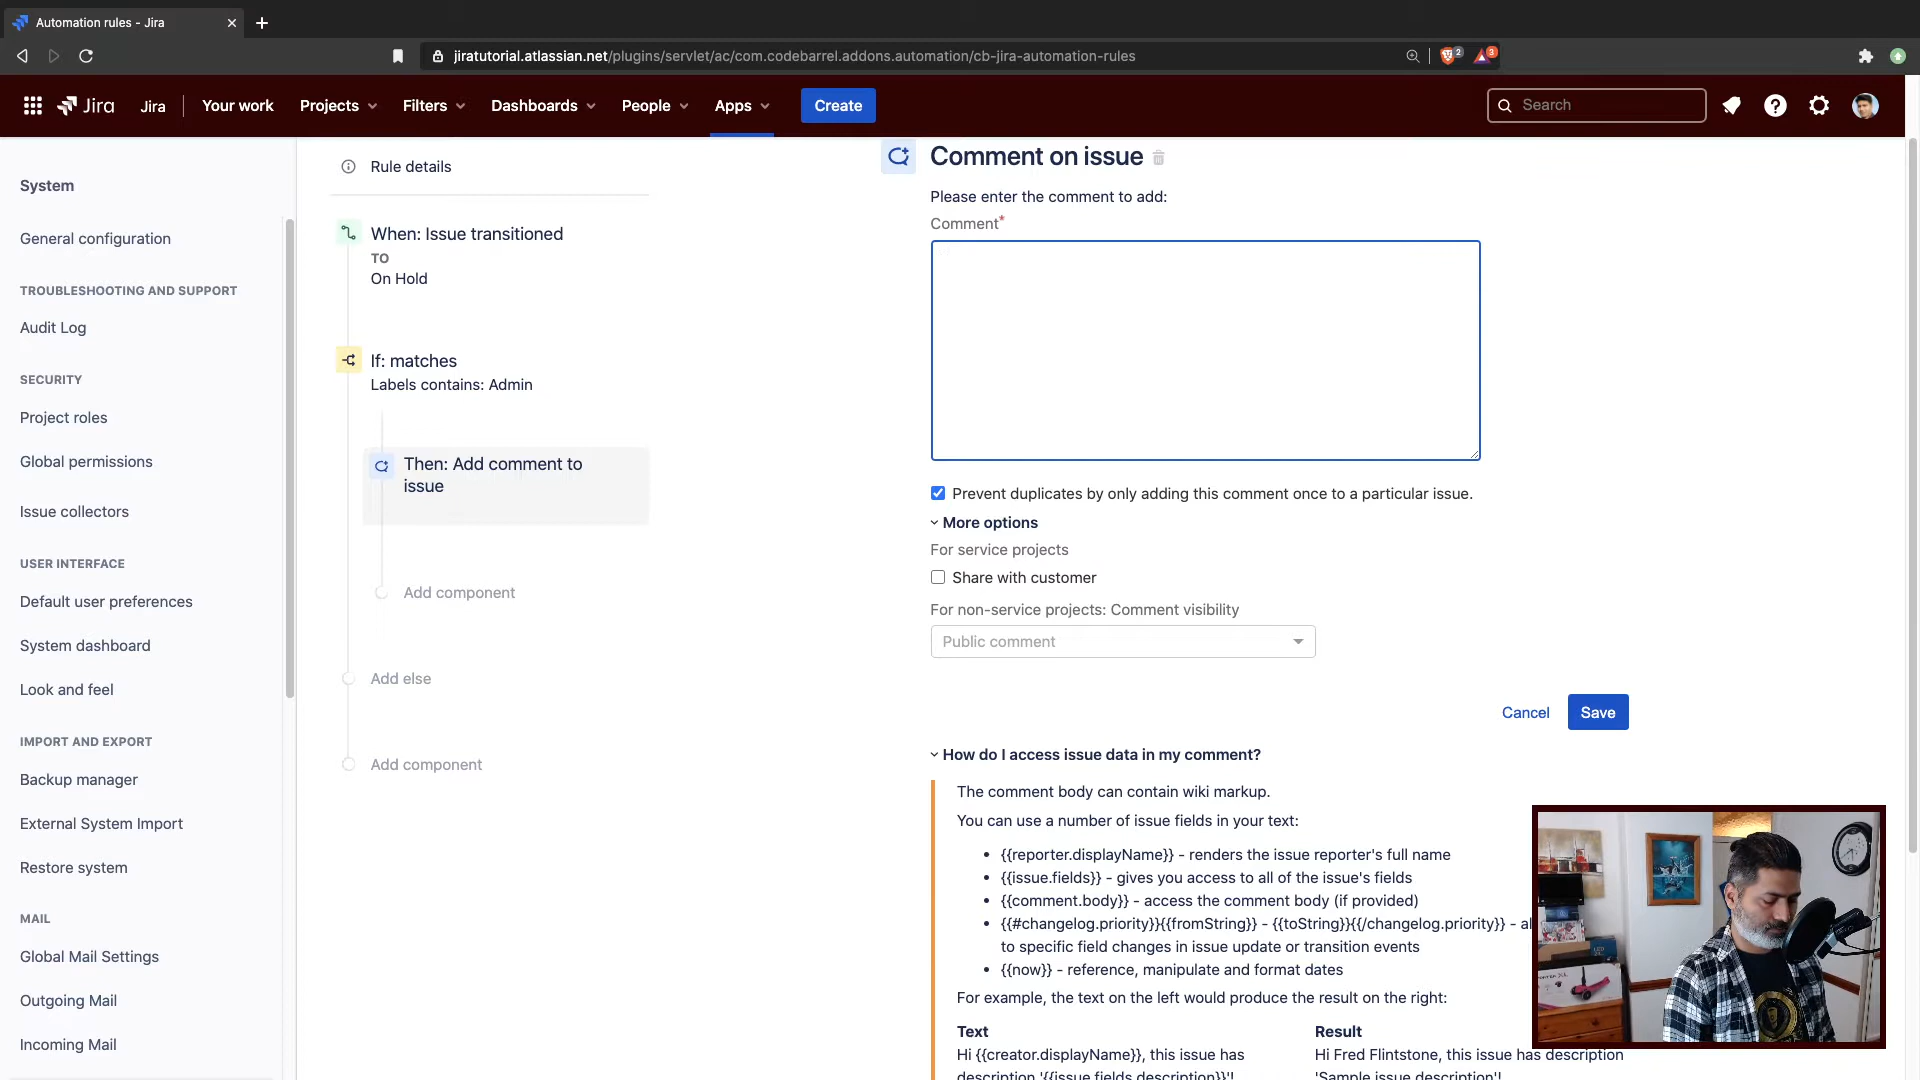 Automation rules - Jira
jiratutorial.atlassian.net/plugins/servlet/ac/com.codebarrel.addons.automation/cb-jira-automation-rules
2
3
Jira
Jira
Your work
Projects
Filters
Dashboards
People
Apps
Create
Search
System
General configuration
TROUBLESHOOTING AND SUPPORT
Audit Log
SECURITY
Project roles
Global permissions
Issue collectors
USER INTERFACE
Default user preferences
System dashboard
Look and feel
IMPORT AND EXPORT
Backup manager
External System Import
Restore system
MAIL
Global Mail Settings
Outgoing Mail
Incoming Mail
Rule details
When: Issue transitioned
TO
On Hold
If: matches
Labels contains: Admin
Then: Add comment to
issue
Add component
Add else
Add component
Comment on issue
Please enter the comment to add:
Comment*
Prevent duplicates by only adding this comment once to a particular issue.
More options
For service projects
Share with customer
For non-service projects: Comment visibility
Public comment
Cancel
Save
How do I access issue data in my comment?
The comment body can contain wiki markup.
You can use a number of issue fields in your text:
• {{reporter.displayName}} - renders the issue reporter's full name
• {{issue.fields}} - gives you access to all of the issue's fields
• {{comment.body}} - access the comment body (if provided)
• {{#changelog.priority}}{{fromString}} - {{toString}}{{/changelog.priority}} - al
to specific field changes in issue update or transition events
• {{now}} - reference, manipulate and format dates
For example, the text on the left would produce the result on the right:
Text
Hi {{creator.displayName}}, this issue has
description '{{issue.fields.description}}'!
Result
Hi Fred Flintstone, this issue has description
'Sample issue description'!